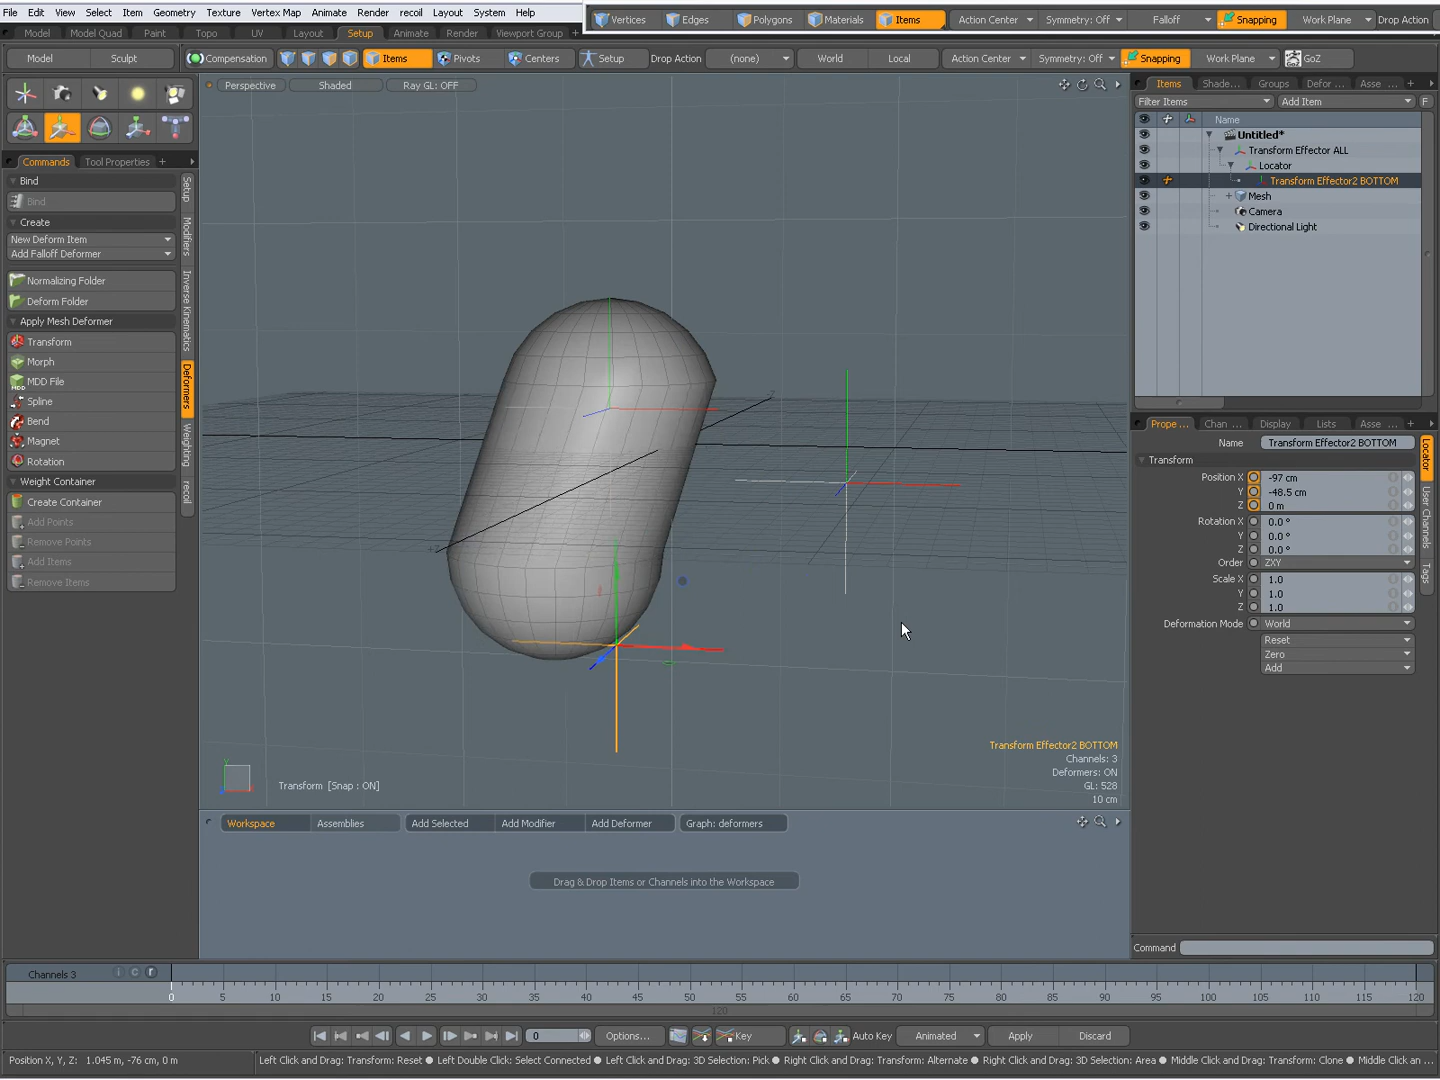 File Edit View Select Item Geometry Texture Vertex Map Animate Render recoil Layout System Help
Vertices Edges Polygons Materials Items Action Center Symmetry: Off Falloff Snapping Work Plane Drop Action
Model Model Quad Paint Topo UV Layout Setup Animate Render Viewport Group +
Model Sculpt Compensation Items Pivots Centers Setup Drop Action (none) World Local Action Center Symmetry: Off Snapping Work Plane GoZ
Perspective Shaded Ray GL: OFF
Items Shade... Groups Defor ... Asse ... +
Filter Items Add Item F
Name
Untitled*
Transform Effector ALL
Locator
Transform Effector2 BOTTOM
Mesh
Camera
Directional Light
Commands Tool Properties +
Bind
Bind
Create
New Deform Item
Add Falloff Deformer
Normalizing Folder
Deform Folder
Apply Mesh Deformer
Transform
Morph
MDD File
Spline
Bend
Magnet
Rotation
Weight Container
Create Container
Add Points
Remove Points
Add Items
Remove Items
Setup
Modifiers
Inverse Kinematics
Deformers
Weighting
recoil
Prope ... Chan ... Display Lists Asse ... +
Name Transform Effector2 BOTTOM
Transform
Position X -97 cm
Y -48.5 cm
Z 0 m
Rotation X 0.0 °
Y 0.0 °
Z 0.0 °
Order ZXY
Scale X 1.0
Y 1.0
Z 1.0
Deformation Mode World
Reset
Zero
Add
Locator
User Channels
Tags
Transform Effector2 BOTTOM
Channels: 3
Deformers: ON
GL: 528
10 cm
Transform [Snap : ON]
Workspace Assemblies Add Selected Add Modifier Add Deformer Graph: deformers
Drag & Drop Items or Channels into the Workspace
Command
Channels 3 i c r
0 5 10 15 20 25 30 35 40 45 50 55 60 65 70 75 80 85 90 95 100 105 110 115 120
120
0 Options... Key Auto Key Animated Apply Discard
Position X, Y, Z: 1.045 m, -76 cm, 0 m Left Click and Drag: Transform: Reset ● Left Double Click: Select Connected ● Left Click and Drag: 3D Selection: Pick ● Right Click and Drag: Transform: Alternate ● Right Click and Drag: 3D Selection: Area ● Middle Click and Drag: Transform: Clone ● Middle Click an ...